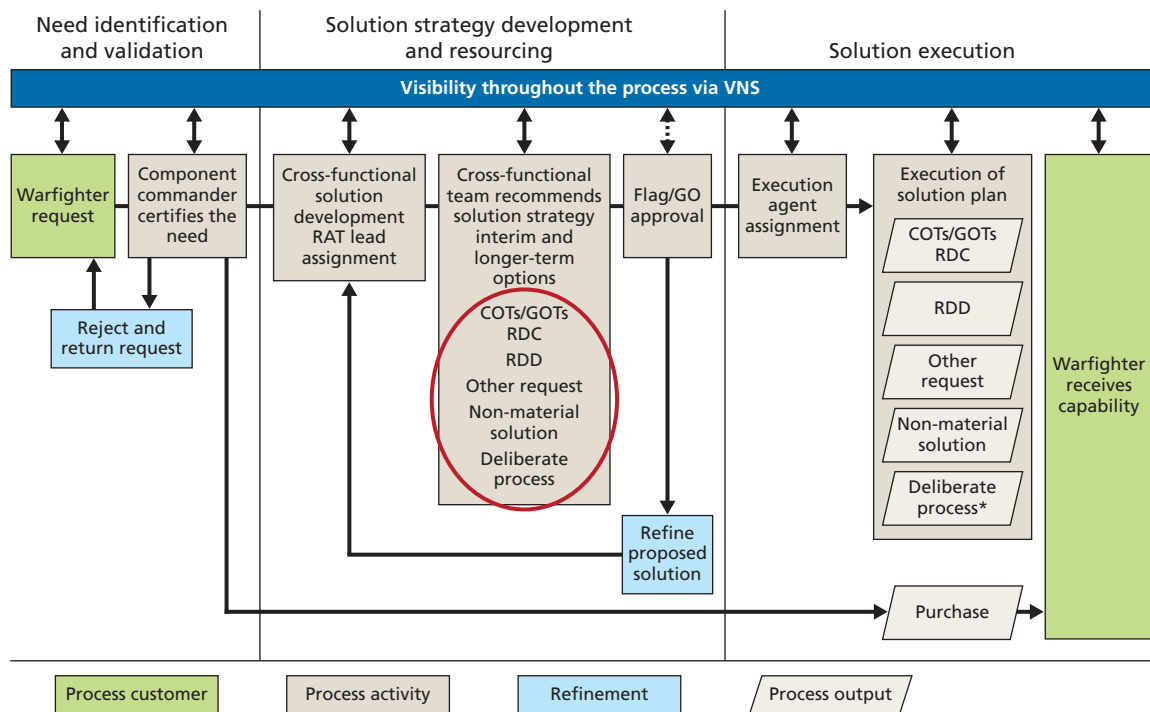 Need identification
and validation
Solution strategy development
and resourcing
Solution execution
Visibility throughout the process via VNS
Warfighter
request
Component
commander
certifies the
need
Reject and
return request
Cross-functional
solution
development
RAT lead
assignment
Cross-functional
team recommends
solution strategy
interim and
longer-term
options
COTs/GOTs
RDC
RDD
Other request
Non-material
solution
Deliberate
process
Flag/GO
approval
Refine
proposed
solution
Execution
agent
assignment
Execution of
solution plan
COTs/GOTs
RDC
RDD
Other
request
Non-material
solution
Deliberate
process*
Purchase
Warfighter
receives
capability
Process customer
Process activity
Refinement
Process output